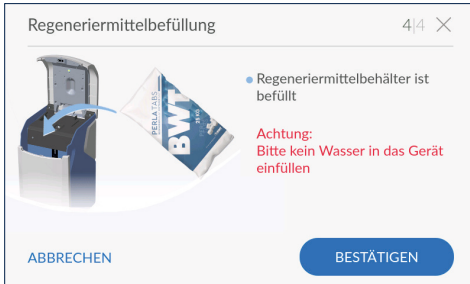 Regeneriermittelbefüllung
4|4
Regeneriermittelbehälter ist
befüllt
Achtung:
Bitte kein Wasser in das Gerät
einfüllen
PERLA TABS
BWT
ABBRECHEN
BESTÄTIGEN